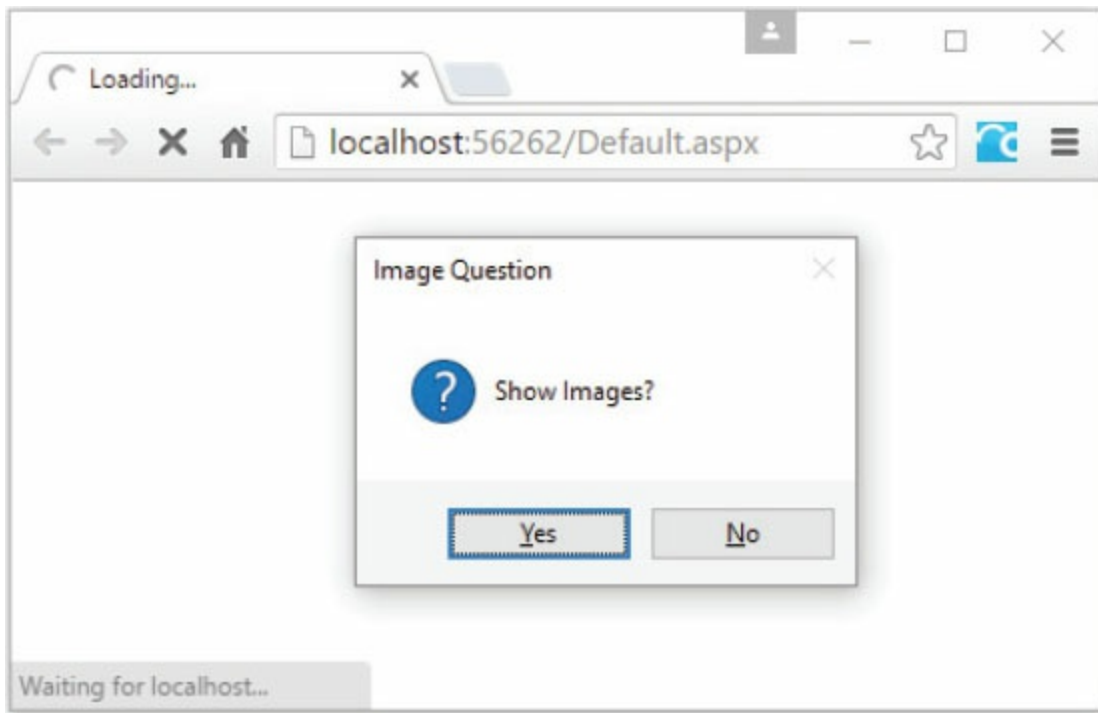 Loading...
localhost:56262/Default.aspx
Image Question
Show Images?
Yes No
Waiting for localhost...